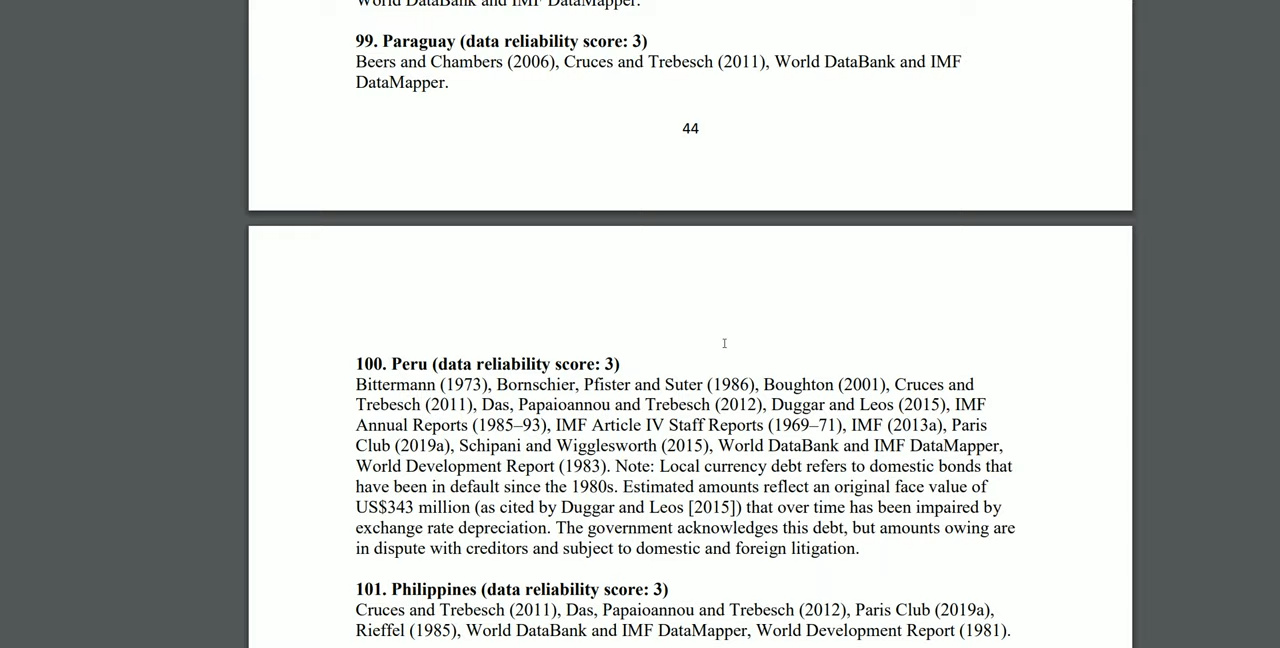 World DataBank and IMF DataMapper.
99. Paraguay (data reliability score: 3)
Beers and Chambers (2006), Cruces and Trebesch (2011), World DataBank and IMF
DataMapper.
44
100. Peru (data reliability score: 3)
Bittermann (1973), Bornschier, Pfister and Suter (1986), Boughton (2001), Cruces and
Trebesch (2011), Das, Papaioannou and Trebesch (2012), Duggar and Leos (2015), IMF
Annual Reports (1985–93), IMF Article IV Staff Reports (1969–71), IMF (2013a), Paris
Club (2019a), Schipani and Wigglesworth (2015), World DataBank and IMF DataMapper,
World Development Report (1983). Note: Local currency debt refers to domestic bonds that
have been in default since the 1980s. Estimated amounts reflect an original face value of
US$343 million (as cited by Duggar and Leos [2015]) that over time has been impaired by
exchange rate depreciation. The government acknowledges this debt, but amounts owing are
in dispute with creditors and subject to domestic and foreign litigation.
101. Philippines (data reliability score: 3)
Cruces and Trebesch (2011), Das, Papaioannou and Trebesch (2012), Paris Club (2019a),
Rieffel (1985), World DataBank and IMF DataMapper, World Development Report (1981).